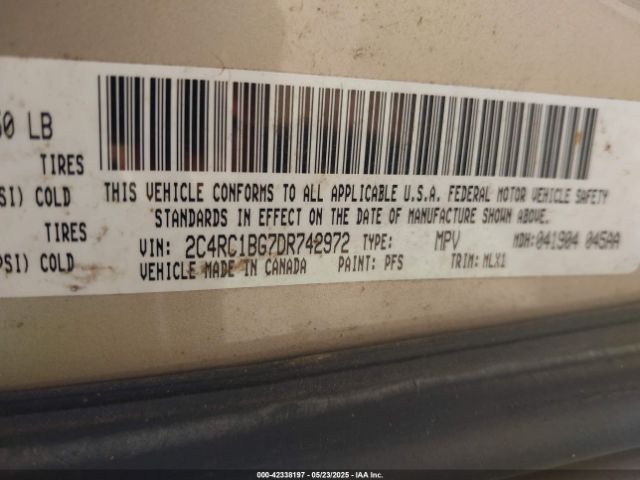 50 LB
TIRES
SI) COLD
TIRES
PSI) COLD
THIS VEHICLE CONFORMS TO ALL APPLICABLE U.S.A. FEDERAL MOTOR VEHICLE SAFETY
STANDARDS IN EFFECT ON THE DATE OF MANUFACTURE SHOWN ABOVE.
VIN: 2C4RC1BG7DR742972 TYPE: MPV MDH:041904 045AA
VEHICLE MADE IN CANADA PAINT: PFS TRIM: MLX1
000-42338197 - 05/23/2025 - IAA Inc.